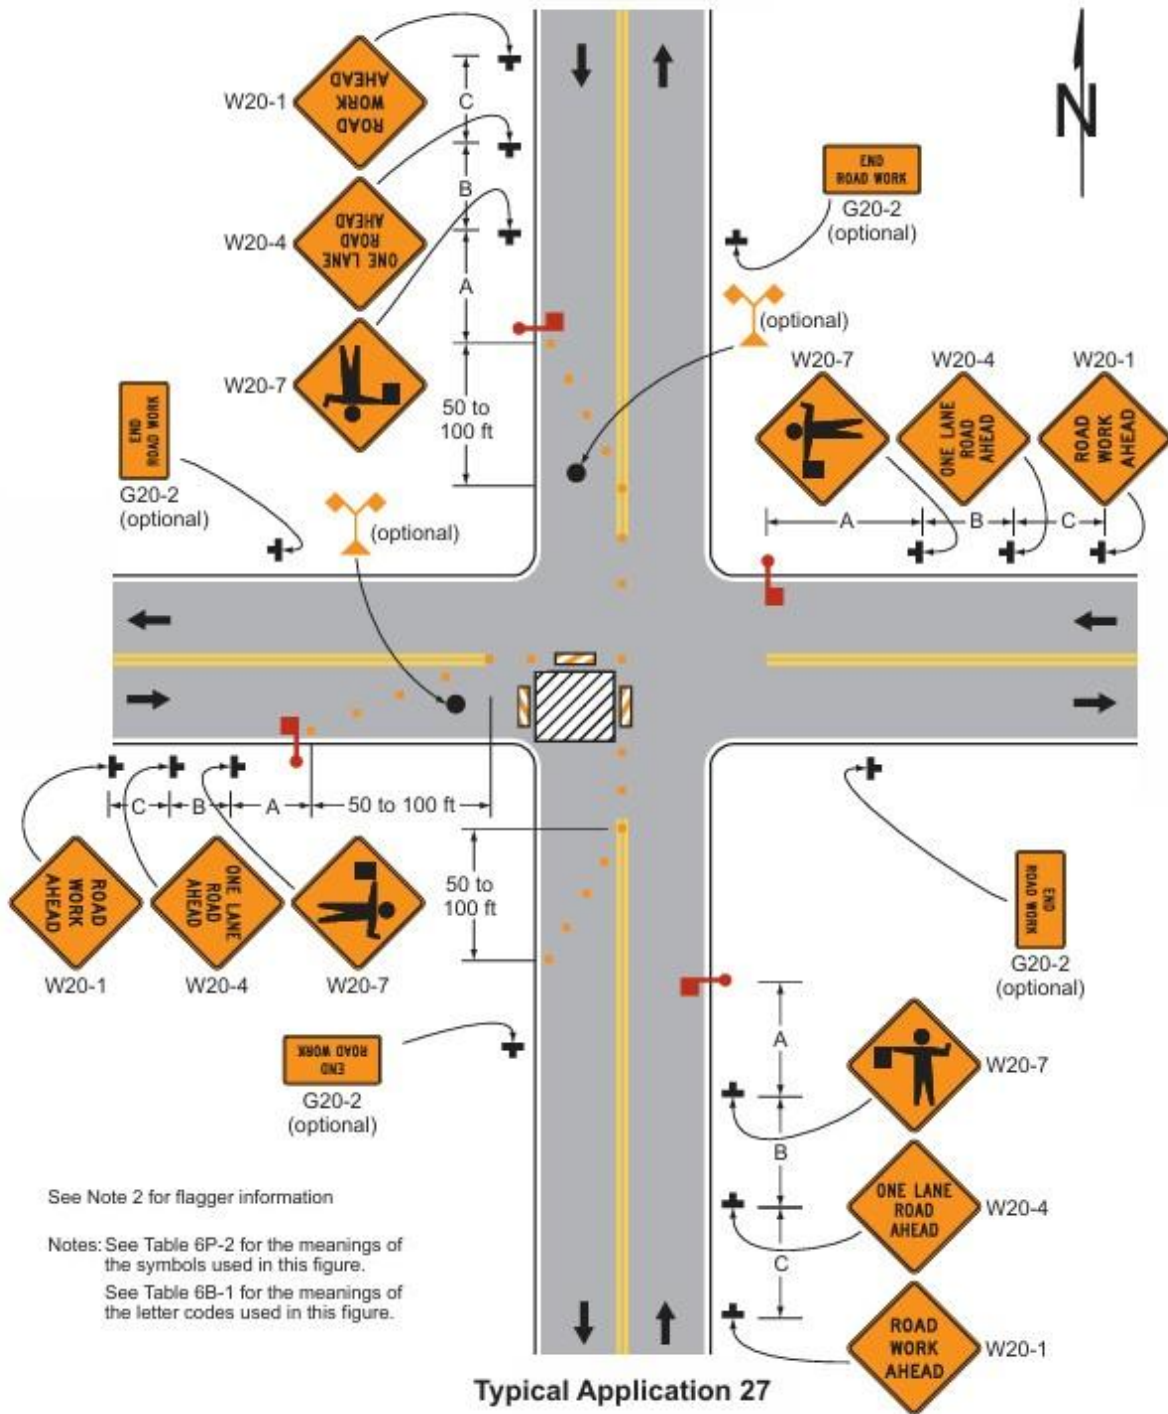 W20-1
ROAD
WORK
AHEAD
C
N
W20-4
ONE LANE
ROAD
AHEAD
B
END
ROAD WORK
G20-2
(optional)
A
(optional)
W20-7
50 to
100 ft
W20-7
W20-4
W20-1
ONE LANE
ROAD
AHEAD
ROAD
WORK
AHEAD
A
B
C
END
ROAD WORK
G20-2
(optional)
(optional)
C
B
A
50 to 100 ft
ROAD
WORK
AHEAD
ONE LANE
ROAD
AHEAD
W20-1
W20-4
W20-7
50 to
100 ft
END
ROAD WORK
G20-2
(optional)
END
ROAD WORK
G20-2
(optional)
A
W20-7
B
ONE LANE
ROAD
AHEAD
W20-4
C
ROAD
WORK
AHEAD
W20-1
See Note 2 for flagger information
Notes: See Table 6P-2 for the meanings of
the symbols used in this figure.
See Table 6B-1 for the meanings of
the letter codes used in this figure.
Typical Application 27